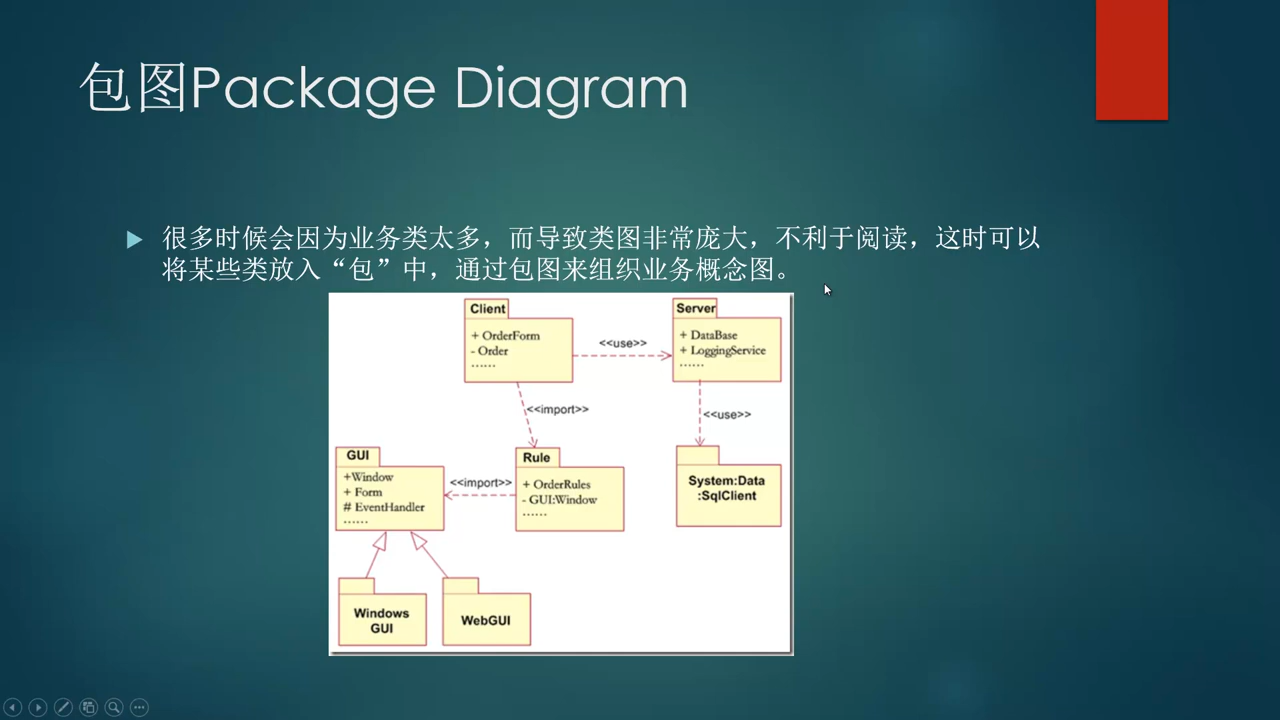 包图Package Diagram
很多时候会因为业务类太多，而导致类图非常庞大，不利于阅读，这时可以
将某些类放入“包”中，通过包图来组织业务概念图。
Client
+ OrderForm
- Order
......
<<use>>
Server
+ DataBase
+ LoggingService
......
<<import>>
<<use>>
GUI
+Window
+ Form
# EventHandler
......
<<import>>
Rule
+ OrderRules
- GUI:Window
......
System:Data
:SqlClient
Windows
GUI
WebGUI